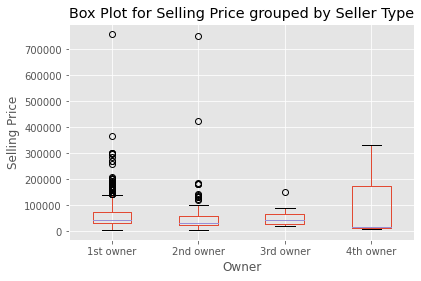 Box Plot for Selling Price grouped by Seller Type
700000
600000
500000
400000
300000
200000
100000
0
Selling Price
1st owner 2nd owner 3rd owner 4th owner
Owner